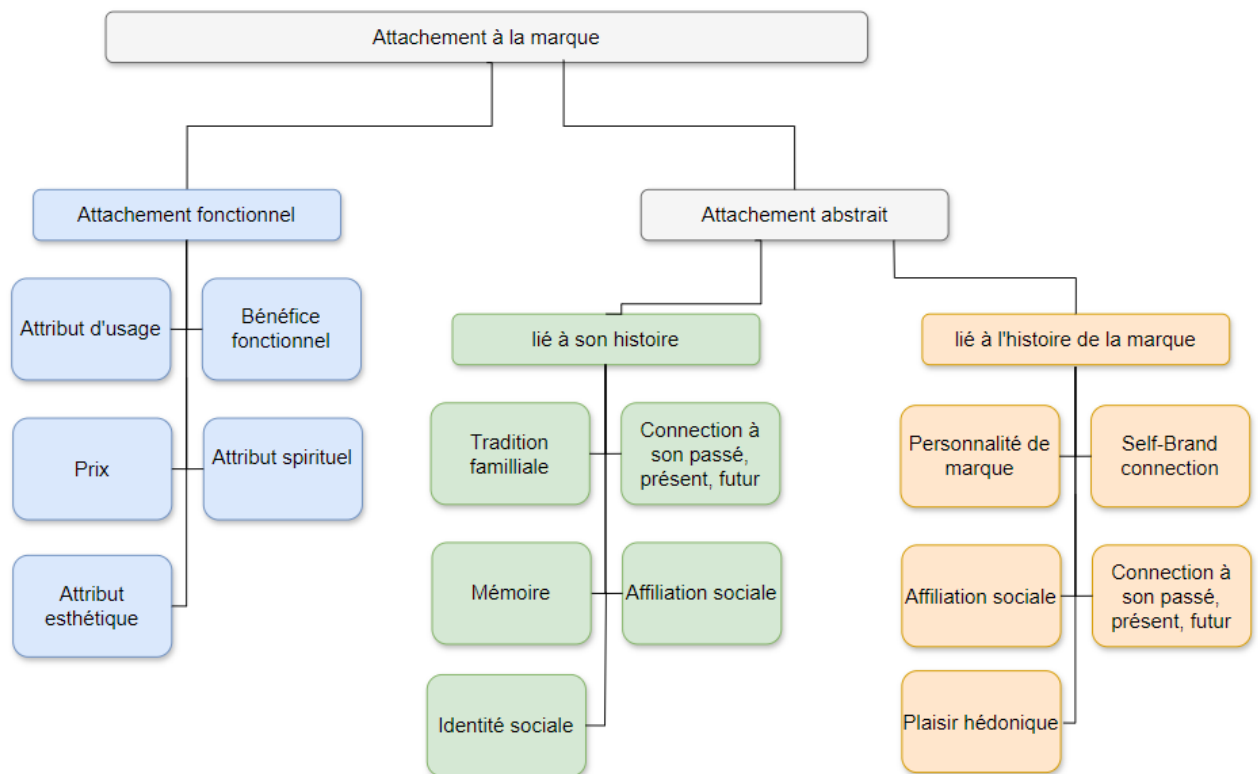 Attachement à la marque
Attachement fonctionnel
Attachement abstrait
Attribut d'usage
Bénéfice
fonctionnel
Prix
Attribut spirituel
Attribut
esthétique
lié à son histoire
Tradition
familliale
Connection à
son passé,
présent, futur
Mémoire
Affiliation sociale
Identité sociale
lié à l'histoire de la marque
Personnalité de
marque
Self-Brand
connection
Affiliation sociale
Connection à
son passé,
présent, futur
Plaisir hédonique